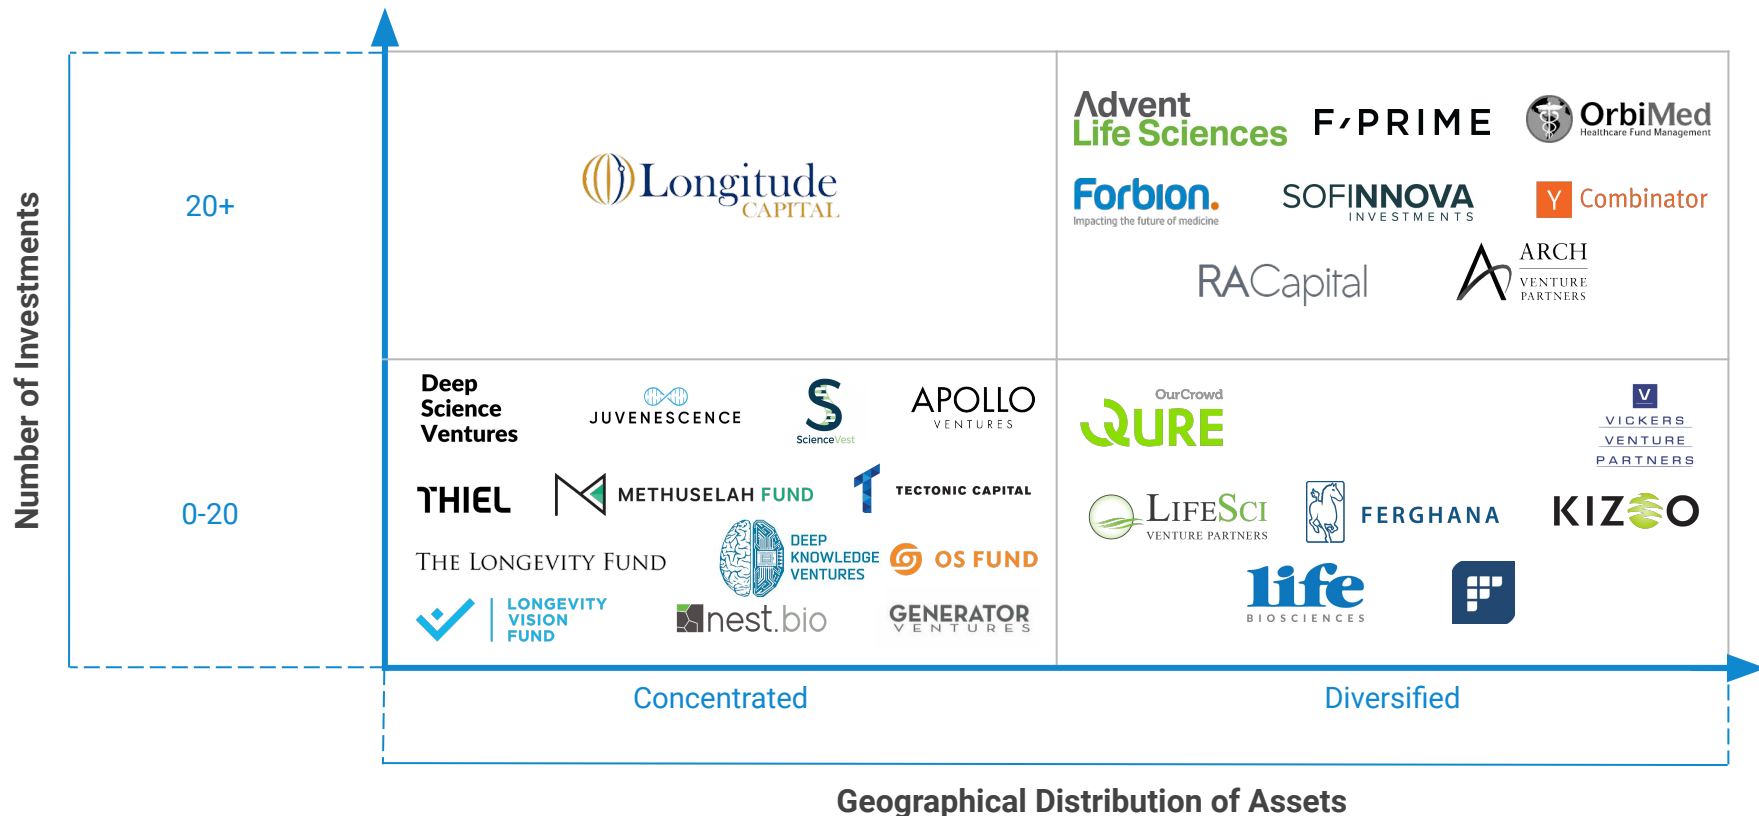 Number of Investments
20+
0-20
Longitude
CAPITAL
Advent
Life Sciences
F-PRIME
OrbiMed
Healthcare Fund Management
Forbion.
Impacting the future of medicine
SOFINNOVA
INVESTMENTS
Y Combinator
RACapital
ARCH
VENTURE
PARTNERS
Deep
Science
Ventures
JUVENESCENCE
S
ScienceVest
APOLLO
VENTURES
THIEL
METHUSELAH FUND
TECTONIC CAPITAL
THE LONGEVITY FUND
DEEP
KNOWLEDGE
VENTURES
OS FUND
LONGEVITY
VISION
FUND
nest.bio
GENERATOR
VENTURES
OurCrowd
QURE
V
VICKERS
VENTURE
PARTNERS
LIFESCI
VENTURE PARTNERS
FERGHANA
KIZOO
life
BIOSCIENCES
Concentrated
Diversified
Geographical Distribution of Assets